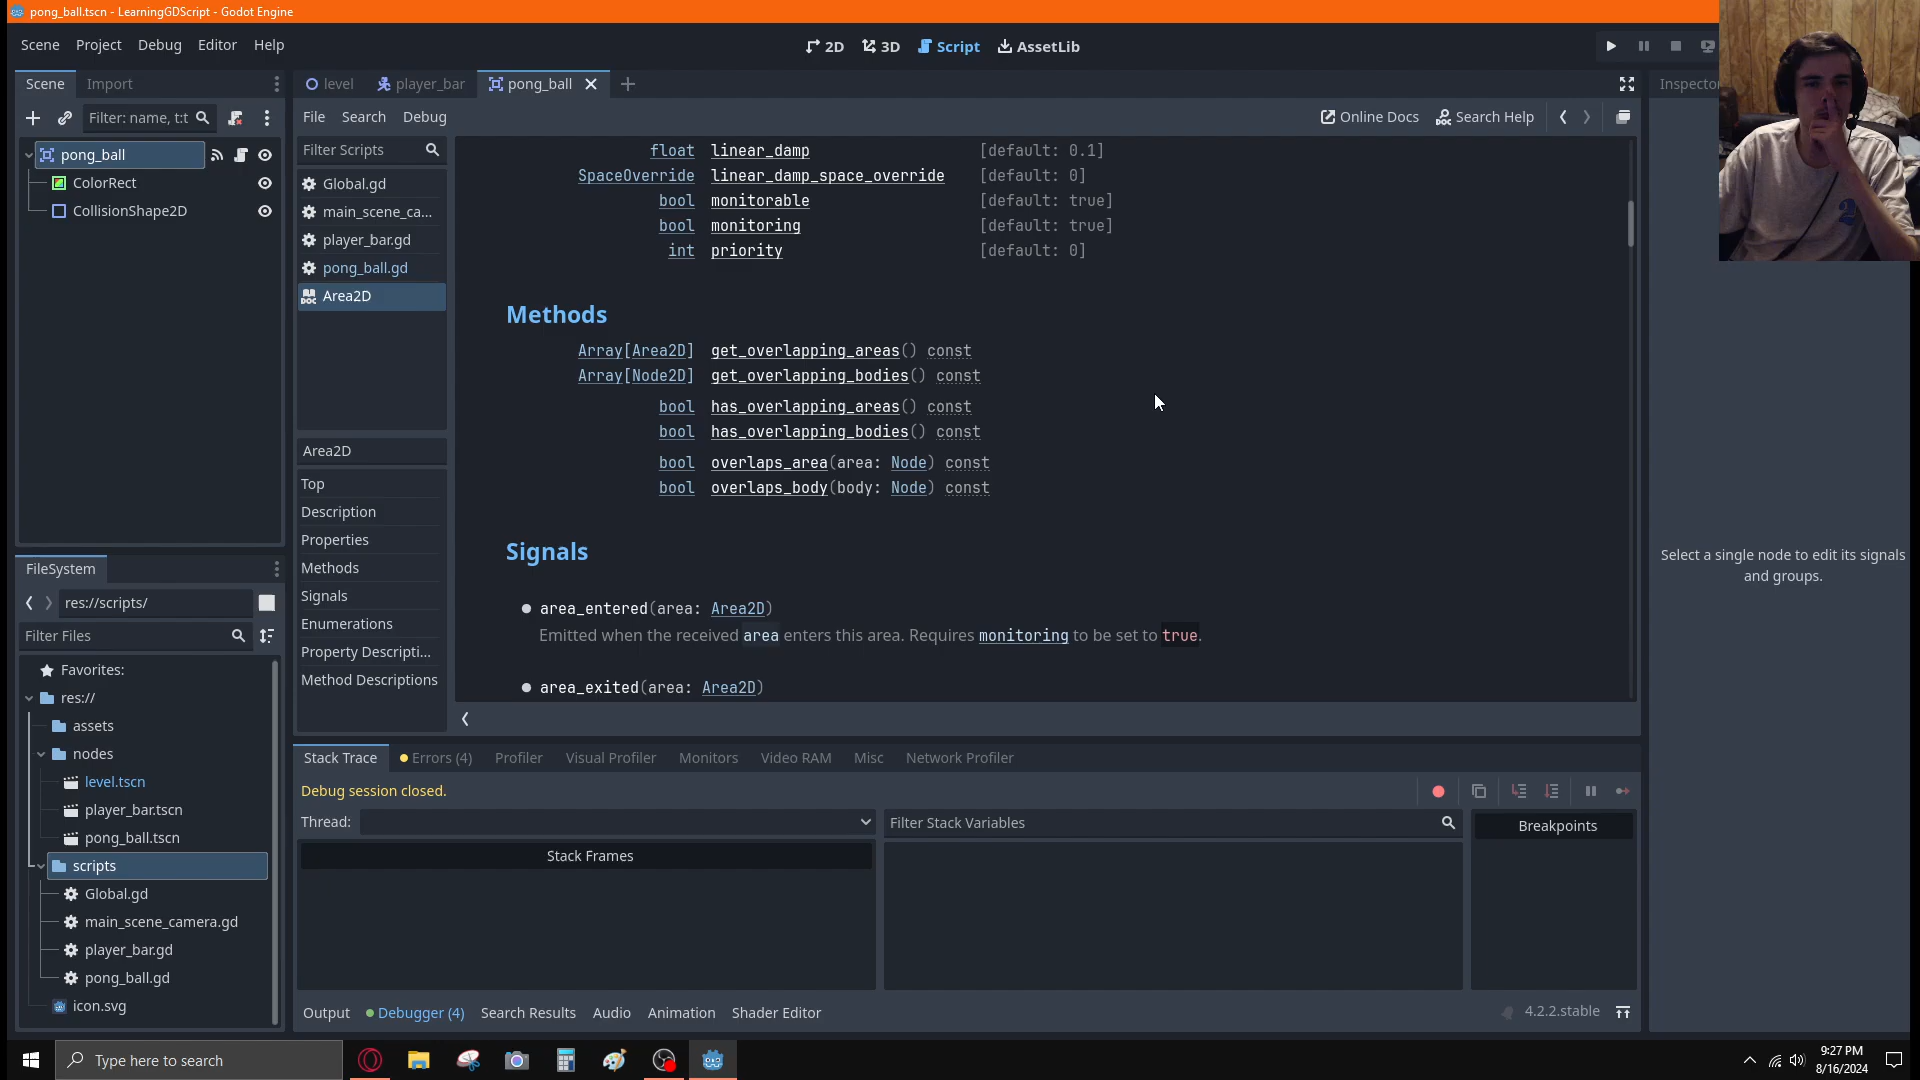 pong_ball.tscn - LearningGDScript - Godot Engine
Scene Project Debug Editor Help
2D 3D Script AssetLib
Scene Import
level player_bar pong_ball
Inspecto
Filter: name, t:t
File Search Debug
Online Docs Search Help
pong_ball
ColorRect
CollisionShape2D
Filter Scripts
Global.gd
main_scene_ca...
player_bar.gd
pong_ball.gd
Area2D
Area2D
Top
Description
Properties
Methods
Signals
Enumerations
Property Descripti...
Method Descriptions
float linear_damp [default: 0.1]
SpaceOverride linear_damp_space_override [default: 0]
bool monitorable [default: true]
bool monitoring [default: true]
int priority [default: 0]
Methods
Array[Area2D] get_overlapping_areas() const
Array[Node2D] get_overlapping_bodies() const
bool has_overlapping_areas() const
bool has_overlapping_bodies() const
bool overlaps_area(area: Node) const
bool overlaps_body(body: Node) const
Signals
area_entered(area: Area2D)
Emitted when the received area enters this area. Requires monitoring to be set to true.
area_exited(area: Area2D)
Select a single node to edit its signals
and groups.
FileSystem
res://scripts/
Filter Files
Favorites:
res://
assets
nodes
level.tscn
player_bar.tscn
pong_ball.tscn
scripts
Global.gd
main_scene_camera.gd
player_bar.gd
pong_ball.gd
icon.svg
Stack Trace Errors (4) Profiler Visual Profiler Monitors Video RAM Misc Network Profiler
Debug session closed.
Thread:
Filter Stack Variables
Breakpoints
Stack Frames
Output Debugger (4) Search Results Audio Animation Shader Editor
4.2.2.stable
Type here to search
9:27 PM
8/16/2024